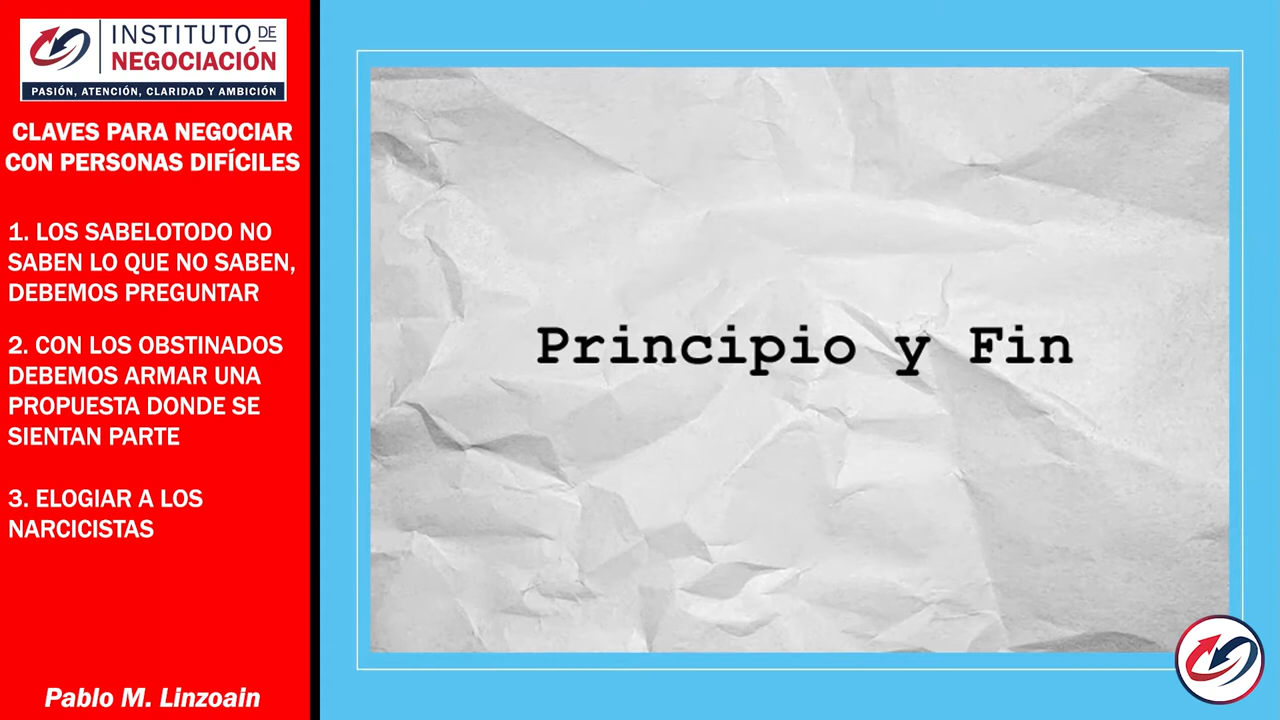 INSTITUTO DE
NEGOCIACIÓN
PASIÓN, ATENCIÓN, CLARIDAD Y AMBICIÓN
CLAVES PARA NEGOCIAR
CON PERSONAS DIFÍCILES
1. LOS SABELOTODO NO
SABEN LO QUE NO SABEN,
DEBEMOS PREGUNTAR
2. CON LOS OBSTINADOS
DEBEMOS ARMAR UNA
PROPUESTA DONDE SE
SIENTAN PARTE
3. ELOGIAR A LOS
NARCICISTAS
Pablo M. Linzoain
Principio y Fin